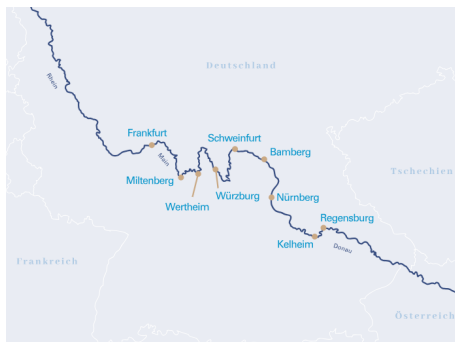 Deutschland
Rhein
Frankfurt
Main
Schweinfurt
Bamberg
Miltenberg
Tschechien
Wertheim
Würzburg
Nürnberg
Regensburg
Kelheim
Donau
Frankreich
Österreich